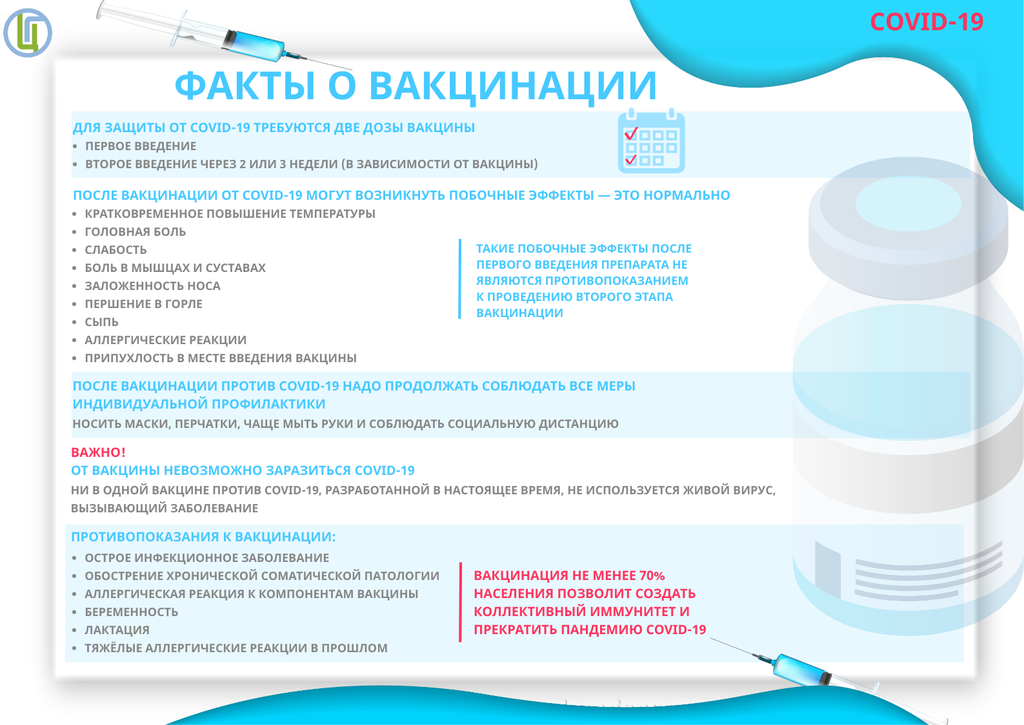 COVID-19
ФАКТЫ О ВАКЦИНАЦИИ
ДЛЯ ЗАЩИТЫ ОТ COVID-19 ТРЕБУЮТСЯ ДВЕ ДОЗЫ ВАКЦИНЫ
• ПЕРВОЕ ВВЕДЕНИЕ
• ВТОРОЕ ВВЕДЕНИЕ ЧЕРЕЗ 2 ИЛИ 3 НЕДЕЛИ (В ЗАВИСИМОСТИ ОТ ВАКЦИНЫ)
ПОСЛЕ ВАКЦИНАЦИИ ОТ COVID-19 МОГУТ ВОЗНИКНУТЬ ПОБОЧНЫЕ ЭФФЕКТЫ — ЭТО НОРМАЛЬНО
• КРАТКОВРЕМЕННОЕ ПОВЫШЕНИЕ ТЕМПЕРАТУРЫ
• ГОЛОВНАЯ БОЛЬ
• СЛАБОСТЬ
• БОЛЬ В МЫШЦАХ И СУСТАВАХ
• ЗАЛОЖЕННОСТЬ НОСА
• ПЕРШЕНИЕ В ГОРЛЕ
• СЫПЬ
• АЛЛЕРГИЧЕСКИЕ РЕАКЦИИ
• ПРИПУХЛОСТЬ В МЕСТЕ ВВЕДЕНИЯ ВАКЦИНЫ
ТАКИЕ ПОБОЧНЫЕ ЭФФЕКТЫ ПОСЛЕ
ПЕРВОГО ВВЕДЕНИЯ ПРЕПАРАТА НЕ
ЯВЛЯЮТСЯ ПРОТИВОПОКАЗАНИЕМ
К ПРОВЕДЕНИЮ ВТОРОГО ЭТАПА
ВАКЦИНАЦИИ
ПОСЛЕ ВАКЦИНАЦИИ ПРОТИВ COVID-19 НАДО ПРОДОЛЖАТЬ СОБЛЮДАТЬ ВСЕ МЕРЫ
ИНДИВИДУАЛЬНОЙ ПРОФИЛАКТИКИ
НОСИТЬ МАСКИ, ПЕРЧАТКИ, ЧАЩЕ МЫТЬ РУКИ И СОБЛЮДАТЬ СОЦИАЛЬНУЮ ДИСТАНЦИЮ
ВАЖНО!
ОТ ВАКЦИНЫ НЕВОЗМОЖНО ЗАРАЗИТЬСЯ COVID-19
НИ В ОДНОЙ ВАКЦИНЕ ПРОТИВ COVID-19, РАЗРАБОТАННОЙ В НАСТОЯЩЕЕ ВРЕМЯ, НЕ ИСПОЛЬЗУЕТСЯ ЖИВОЙ ВИРУС,
ВЫЗЫВАЮЩИЙ ЗАБОЛЕВАНИЕ
ПРОТИВОПОКАЗАНИЯ К ВАКЦИНАЦИИ:
• ОСТРОЕ ИНФЕКЦИОННОЕ ЗАБОЛЕВАНИЕ
• ОБОСТРЕНИЕ ХРОНИЧЕСКОЙ СОМАТИЧЕСКОЙ ПАТОЛОГИИ
• АЛЛЕРГИЧЕСКАЯ РЕАКЦИЯ К КОМПОНЕНТАМ ВАКЦИНЫ
• БЕРЕМЕННОСТЬ
• ЛАКТАЦИЯ
• ТЯЖЁЛЫЕ АЛЛЕРГИЧЕСКИЕ РЕАКЦИИ В ПРОШЛОМ
ВАКЦИНАЦИЯ НЕ МЕНЕЕ 70%
НАСЕЛЕНИЯ ПОЗВОЛИТ СОЗДАТЬ
КОЛЛЕКТИВНЫЙ ИММУНИТЕТ И
ПРЕКРАТИТЬ ПАНДЕМИЮ COVID-19